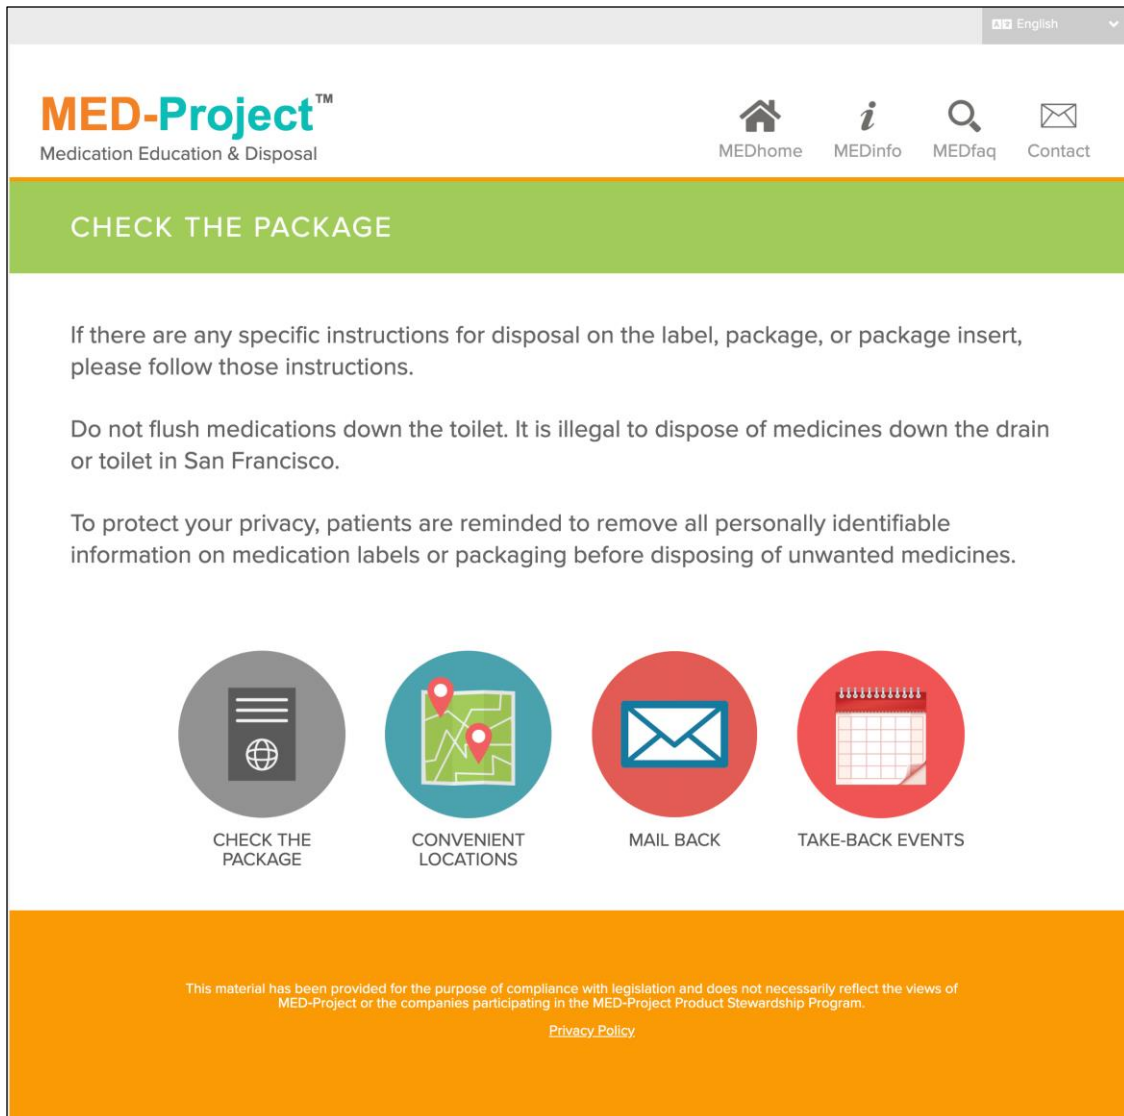 English
MED-Project™
Medication Education & Disposal
MEDhome
MEDinfo
MEDfaq
Contact
CHECK THE PACKAGE
If there are any specific instructions for disposal on the label, package, or package insert,
please follow those instructions.
Do not flush medications down the toilet. It is illegal to dispose of medicines down the drain
or toilet in San Francisco.
To protect your privacy, patients are reminded to remove all personally identifiable
information on medication labels or packaging before disposing of unwanted medicines.
CHECK THE
PACKAGE
CONVENIENT
LOCATIONS
MAIL BACK
TAKE-BACK EVENTS
This material has been provided for the purpose of compliance with legislation and does not necessarily reflect the views of
MED-Project or the companies participating in the MED-Project Product Stewardship Program.
Privacy Policy